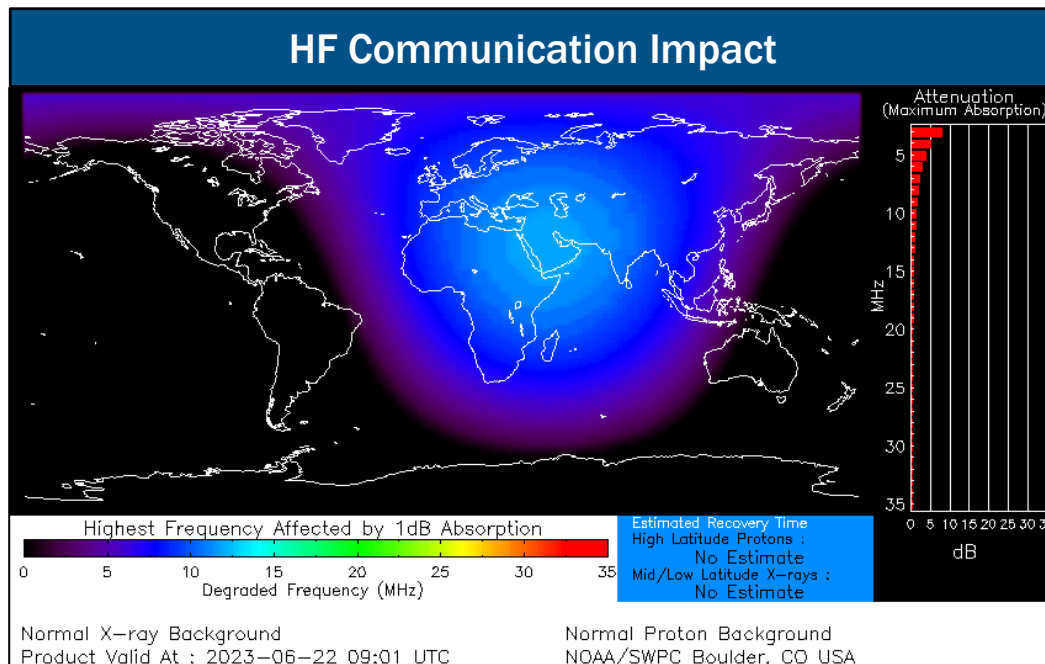 HF Communication Impact
Attenuation
(Maximum Absorption)
5
10
15
20
25
30
35
MHz
0 5 10 15 20 25 30
dB
Highest Frequency Affected by 1dB Absorption
0 5 10 15 20 25 30 35
Degraded Frequency (MHz)
Estimated Recovery Time
High Latitude Protons :
No Estimate
Mid/Low Latitude X-rays :
No Estimate
Normal X-ray Background
Product Valid At : 2023-06-22 09:01 UTC
Normal Proton Background
NOAA/SWPC Boulder, CO USA